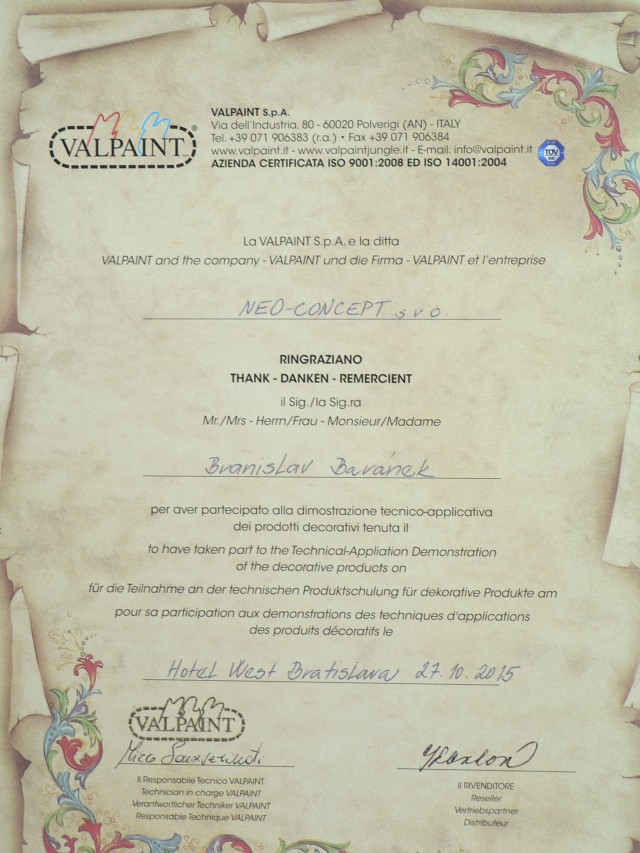 VALPAINT®
VALPAINT S.p.A.
Via dell'Industria, 80 - 60020 Polverigi (AN) - ITALY
Tel. +39 071 906383 (r.a.) • Fax +39 071 906384
www.valpaint.it - www.valpaintjungle.it - E-mail: info@valpaint.it
AZIENDA CERTIFICATA ISO 9001:2008 ED ISO 14001:2004
TÜV
La VALPAINT S.p.A. e la ditta
VALPAINT and the company - VALPAINT und die Firma - VALPAINT et l'entreprise
NEO-CONCEPT s.r.o.
RINGRAZIANO
THANK - DANKEN - REMERCIENT
il Sig./la Sig.ra
Mr./Mrs - Herrn/Frau - Monsieur/Madame
Branislav Baránek
per aver partecipato alla dimostrazione tecnico-applicativa
dei prodotti decorativi tenuta il
to have taken part to the Technical-Appliation Demonstration
of the decorative products on
für die Teilnahme an der technischen Produktschulung für dekorative Produkte am
pour sa participation aux demonstrations des techniques d'applications
des produits décoratifs le
Hotel West Bratislava 27.10.2015
VALPAINT
Il Responsabile Tecnico VALPAINT
Technician in charge VALPAINT
Verantwortlicher Techniker VALPAINT
Responsable Technique VALPAINT
Il RIVENDITORE
Reseller
Vertriebspartner
Distributeur